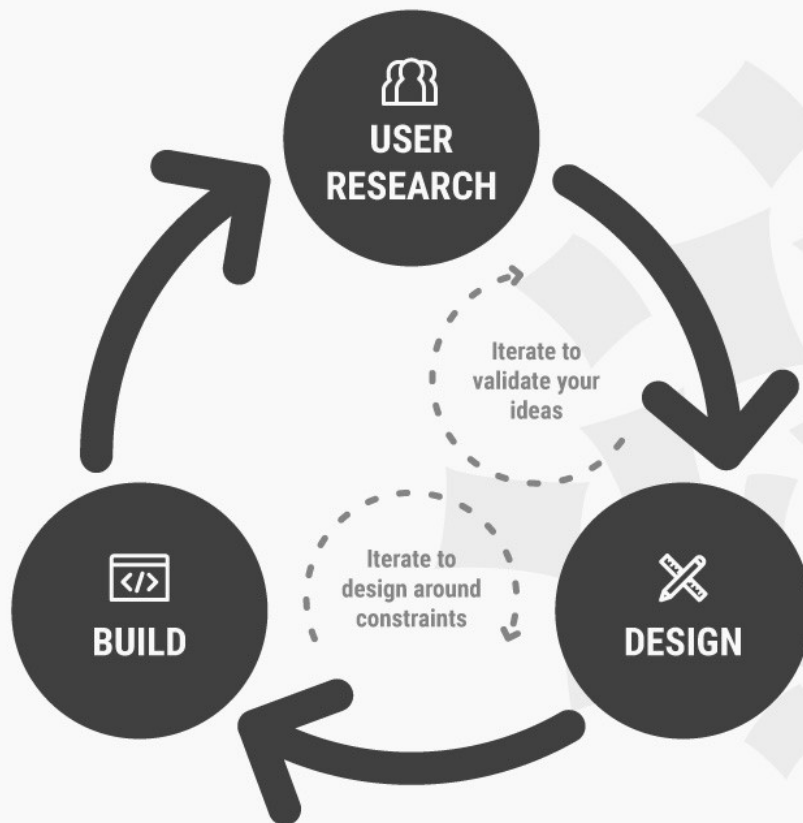 USER
RESEARCH
Iterate to
validate your
ideas
Iterate to
design around
constraints
</>
BUILD
DESIGN